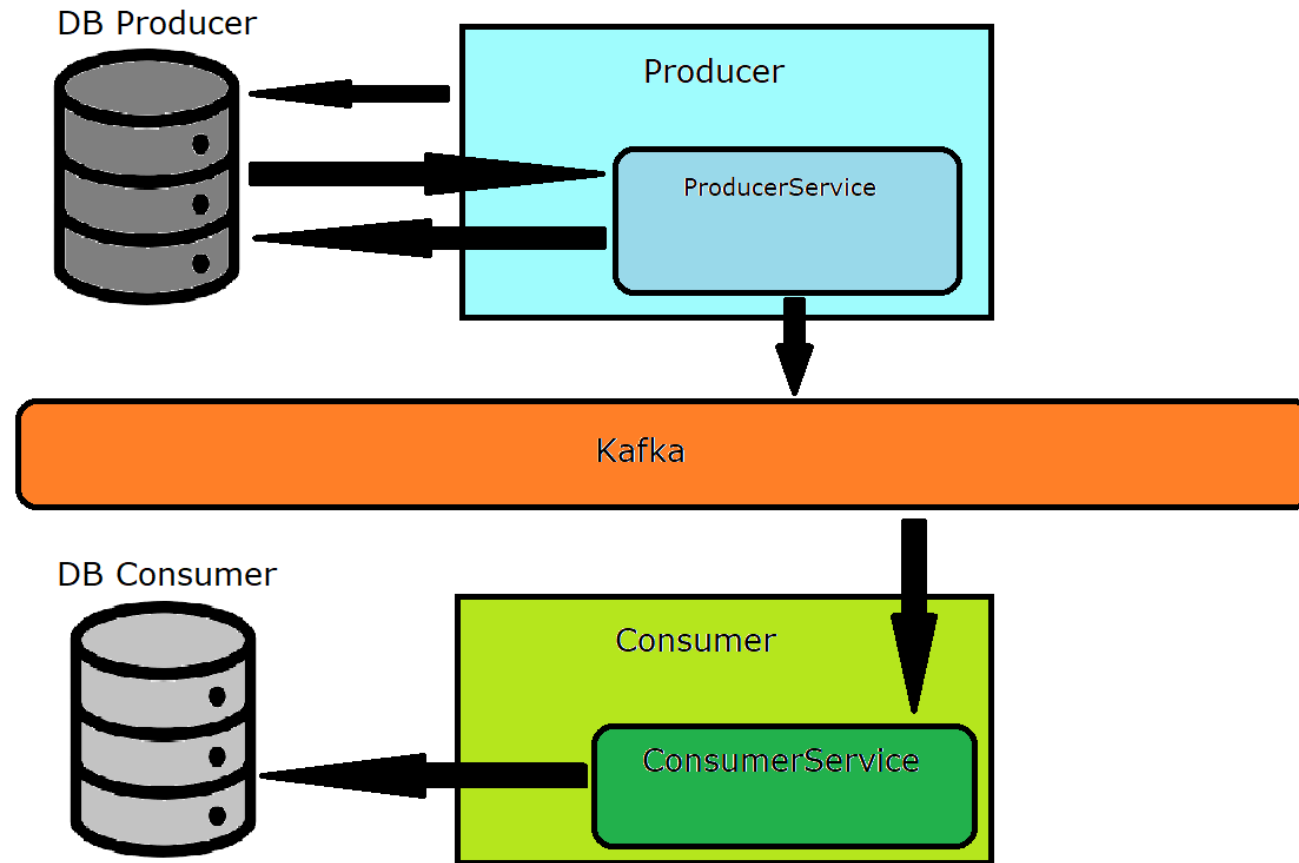 DB Producer
Producer
ProducerService
Kafka
DB Consumer
Consumer
ConsumerService